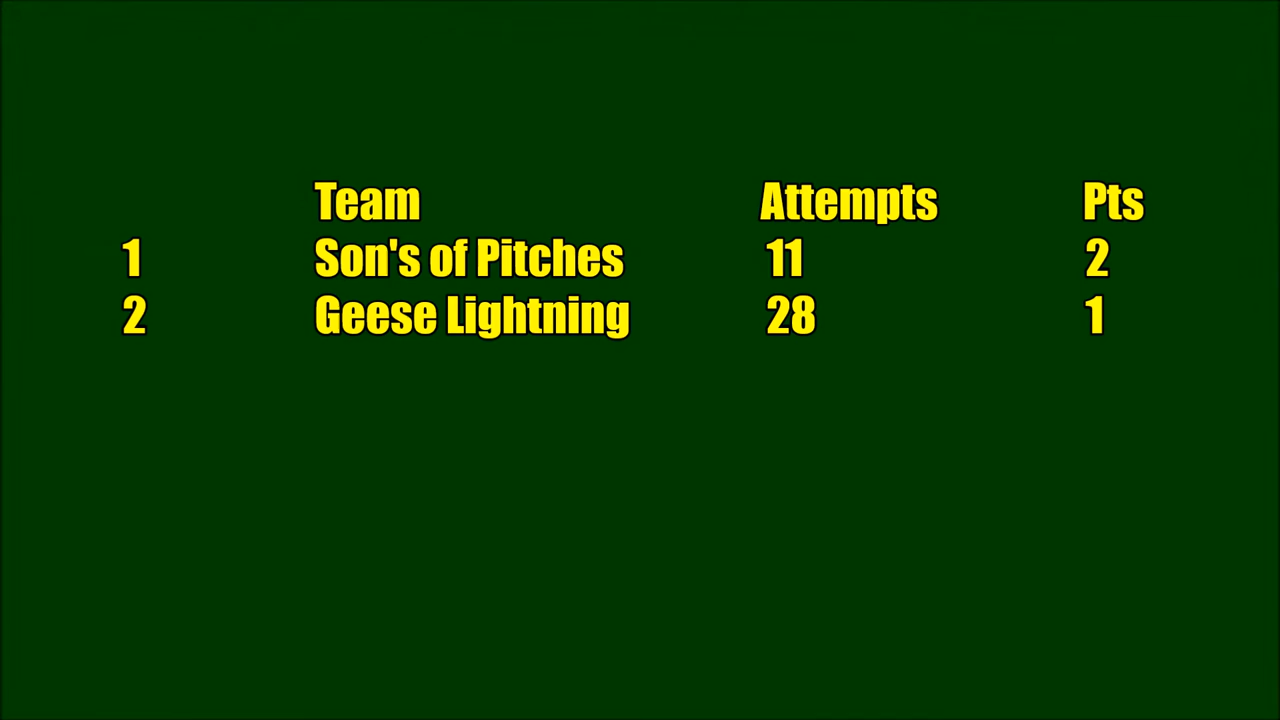 Team Attempts Pts
1 Son's of Pitches 11 2
2 Geese Lightning 28 1